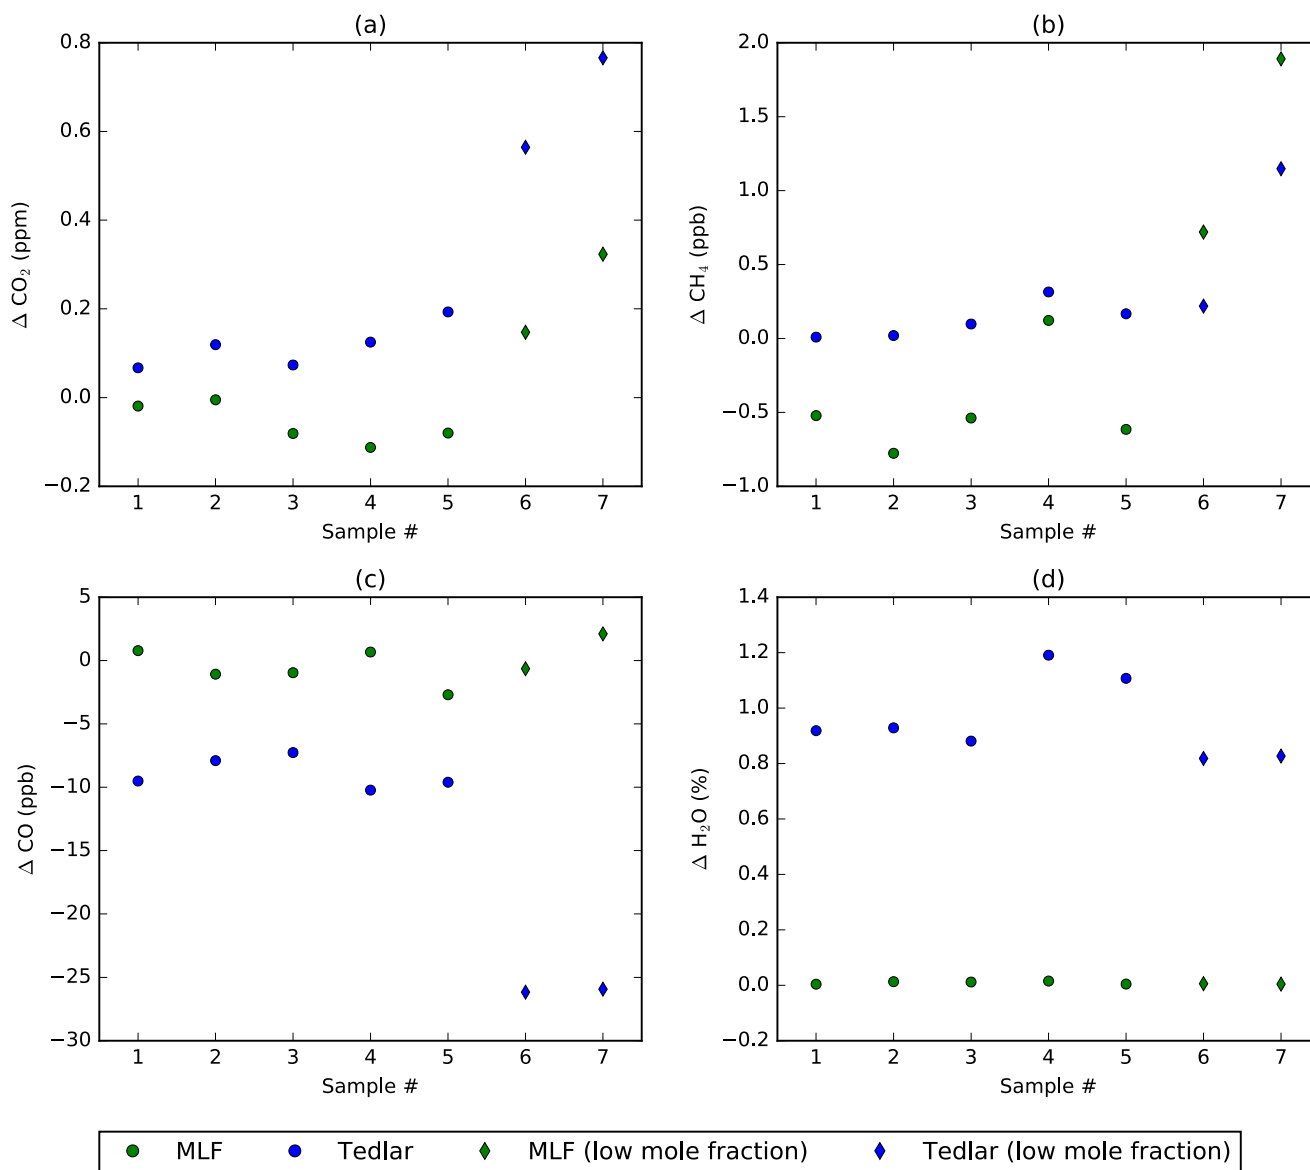 (a)
0.8
0.6
0.4
0.2
0.0
−0.2
Δ CO₂ (ppm)
1 2 3 4 5 6 7
Sample #
(b)
2.0
1.5
1.0
0.5
0.0
−0.5
−1.0
Δ CH₄ (ppb)
1 2 3 4 5 6 7
Sample #
(c)
5
0
−5
−10
−15
−20
−25
−30
Δ CO (ppb)
1 2 3 4 5 6 7
Sample #
(d)
1.4
1.2
1.0
0.8
0.6
0.4
0.2
0.0
−0.2
Δ H₂O (%)
1 2 3 4 5 6 7
Sample #
MLF Tedlar MLF (low mole fraction) Tedlar (low mole fraction)